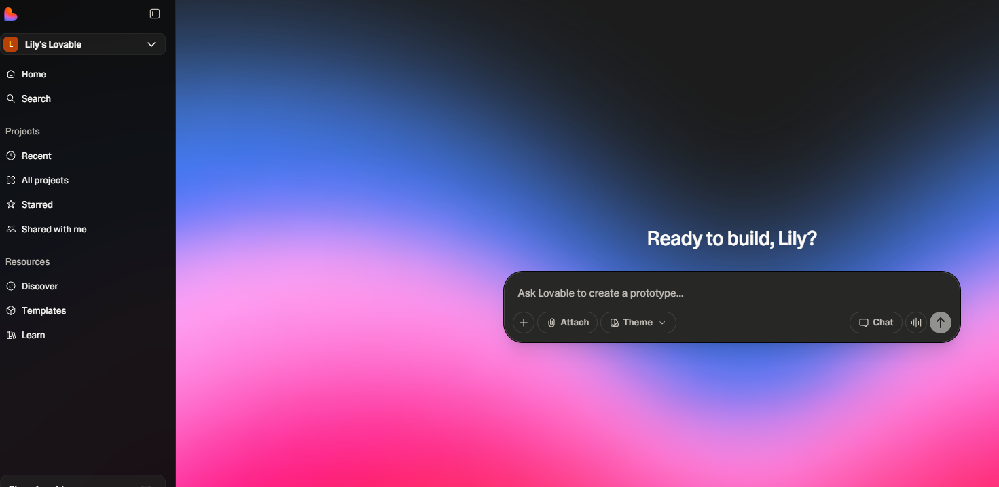 L
Lily's Lovable
Home
Search
Projects
Recent
All projects
Starred
Shared with me
Resources
Discover
Templates
Learn
Ready to build, Lily?
Ask Lovable to create a prototype...
Attach
Theme
Chat